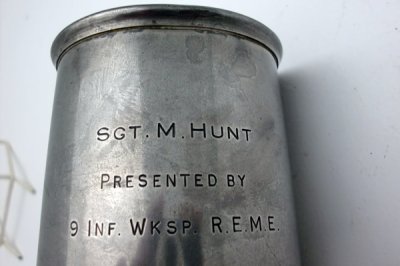 SGT. M. HUNT
PRESENTED BY
9 INF. WKSP. R.E.M.E.